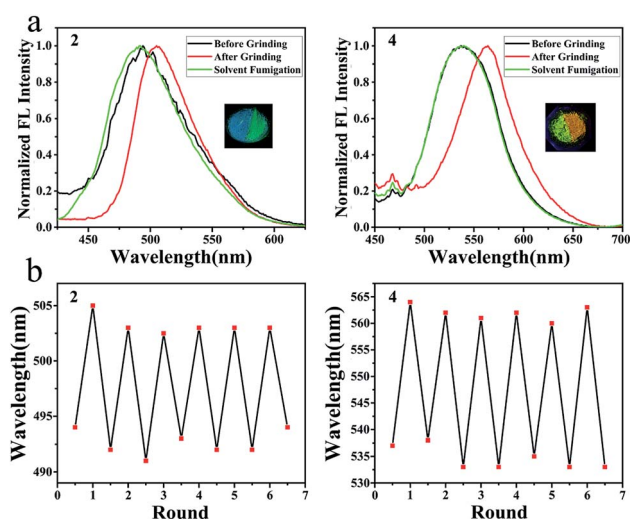 a
2
Before Grinding
After Grinding
Solvent Fumigation
Normalized FL Intensity
1.0
0.8
0.6
0.4
0.2
0.0
450 500 550 600
Wavelength(nm)
4
Before Grinding
After Grinding
Solvent Fumigation
Normalized FL Intensity
1.0
0.8
0.6
0.4
0.2
0.0
450 500 550 600 650 700
Wavelength(nm)
b
2
Wavelength(nm)
505
500
495
490
0 1 2 3 4 5 6 7
Round
4
Wavelength(nm)
565
560
555
550
545
540
535
530
0 1 2 3 4 5 6 7
Round